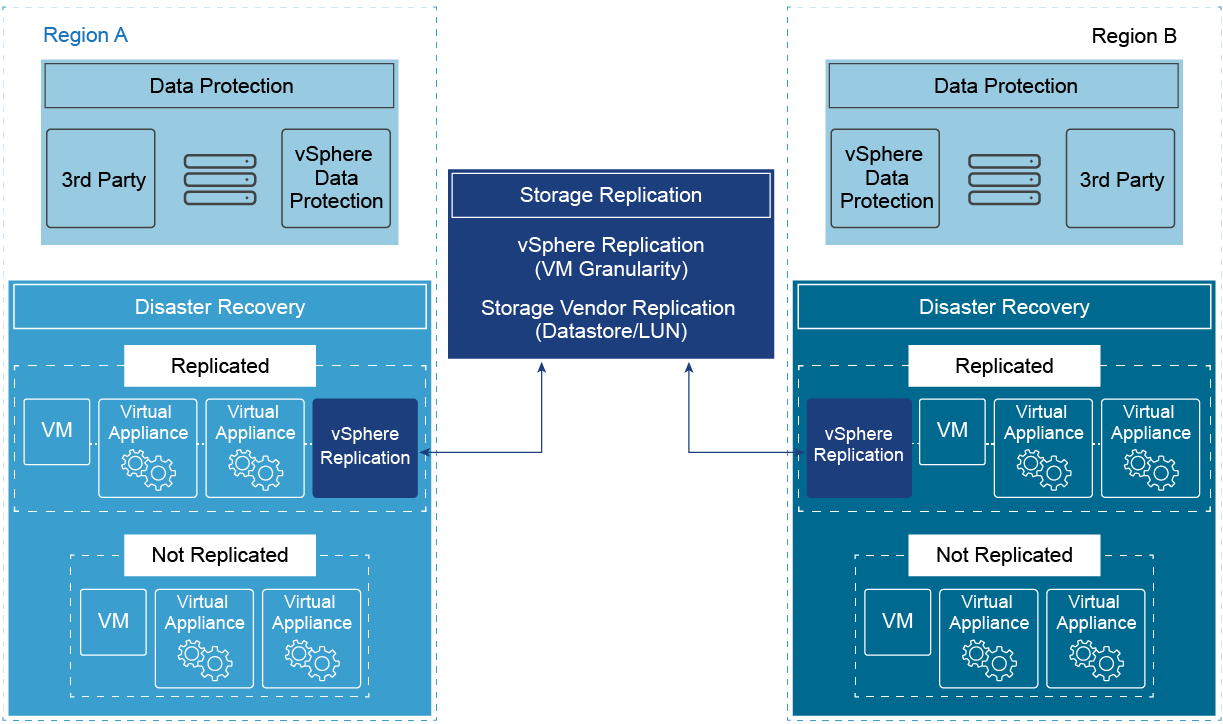 Region A
Data Protection
3rd Party
vSphere
Data
Protection
Disaster Recovery
Replicated
VM
Virtual
Appliance
Virtual
Appliance
vSphere
Replication
Not Replicated
VM
Virtual
Appliance
Virtual
Appliance
Storage Replication
vSphere Replication
(VM Granularity)
Storage Vendor Replication
(Datastore/LUN)
Region B
Data Protection
vSphere
Data
Protection
3rd Party
Disaster Recovery
Replicated
vSphere
Replication
VM
Virtual
Appliance
Virtual
Appliance
Not Replicated
VM
Virtual
Appliance
Virtual
Appliance